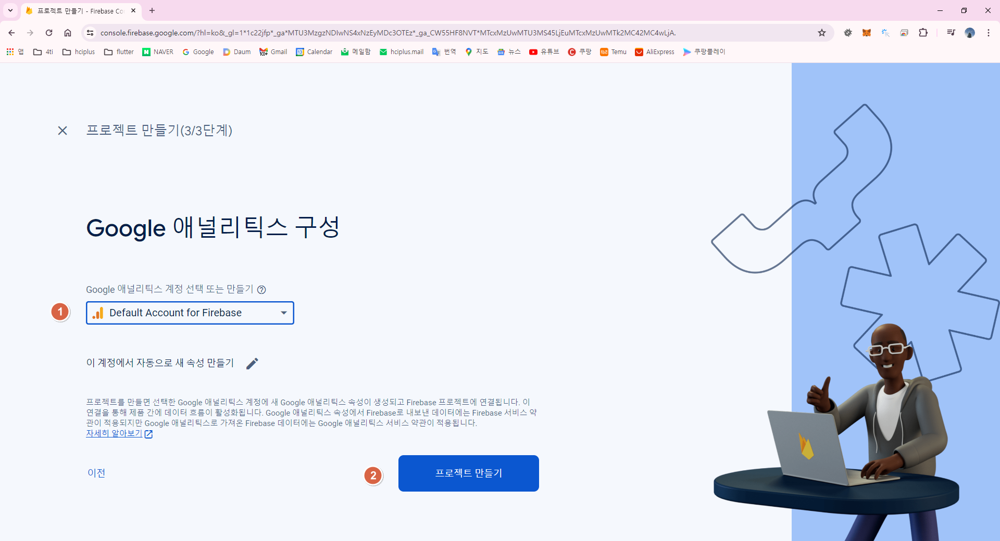 프로젝트 만들기 - Firebase Co
console.firebase.google.com/?hl=ko&_gl=1*1c22jfp*_ga*MTU3MzgzNDIwNS4xNzEyMDc3OTEz*_ga_CW55HF8NVT*MTcxMzUwMTU3MS45LjEuMTcxMzUwMTk2MC42MC4wLjA.
앱 4ti hciplus flutter NAVER Google Daum Gmail Calendar 메일함 hciplus.mail 번역 지도 뉴스 유튜브 쿠팡 Temu AliExpress 쿠팡플레이
프로젝트 만들기(3/3단계)
Google 애널리틱스 구성
Google 애널리틱스 계정 선택 또는 만들기
1 Default Account for Firebase
이 계정에서 자동으로 새 속성 만들기
프로젝트를 만들면 선택한 Google 애널리틱스 계정에 새 Google 애널리틱스 속성이 생성되고 Firebase 프로젝트에 연결됩니다. 이
연결을 통해 제품 간에 데이터 흐름이 활성화됩니다. Google 애널리틱스 속성에서 Firebase로 내보낸 데이터에는 Firebase 서비스 약
관이 적용되지만 Google 애널리틱스로 가져온 Firebase 데이터에는 Google 애널리틱스 서비스 약관이 적용됩니다.
자세히 알아보기
이전
2 프로젝트 만들기